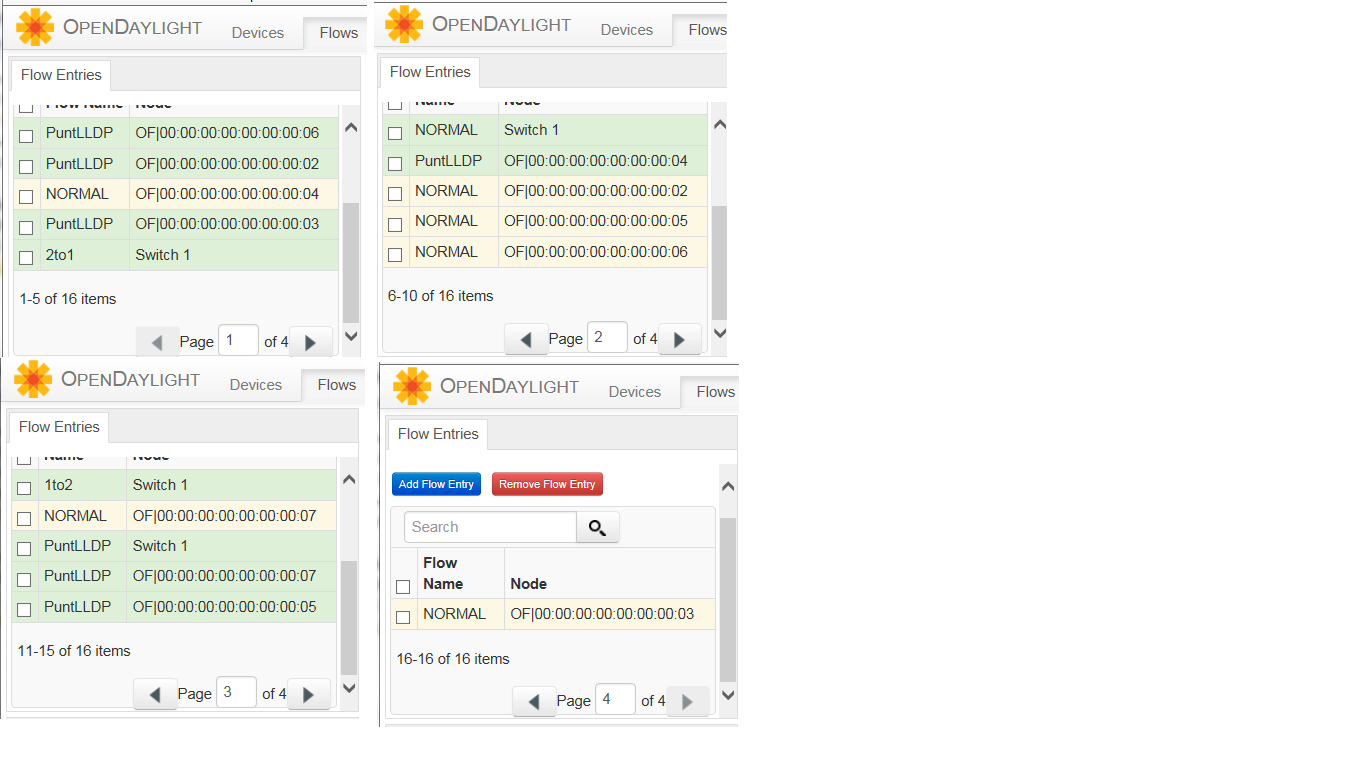 OPENDAYLIGHT Devices Flows
Flow Entries
Flow Name Node
PuntLLDP OF|00:00:00:00:00:00:00:06
PuntLLDP OF|00:00:00:00:00:00:00:02
NORMAL OF|00:00:00:00:00:00:00:04
PuntLLDP OF|00:00:00:00:00:00:00:03
2to1 Switch 1
1-5 of 16 items
Page 1 of 4
OPENDAYLIGHT Devices Flows
Flow Entries
Name Node
NORMAL Switch 1
PuntLLDP OF|00:00:00:00:00:00:00:04
NORMAL OF|00:00:00:00:00:00:00:02
NORMAL OF|00:00:00:00:00:00:00:05
NORMAL OF|00:00:00:00:00:00:00:06
6-10 of 16 items
Page 2 of 4
OPENDAYLIGHT Devices Flows
Flow Entries
Name Node
1to2 Switch 1
NORMAL OF|00:00:00:00:00:00:00:07
PuntLLDP Switch 1
PuntLLDP OF|00:00:00:00:00:00:00:07
PuntLLDP OF|00:00:00:00:00:00:00:05
11-15 of 16 items
Page 3 of 4
OPENDAYLIGHT Devices Flows
Flow Entries
Add Flow Entry Remove Flow Entry
Search
Flow
Name Node
NORMAL OF|00:00:00:00:00:00:00:03
16-16 of 16 items
Page 4 of 4